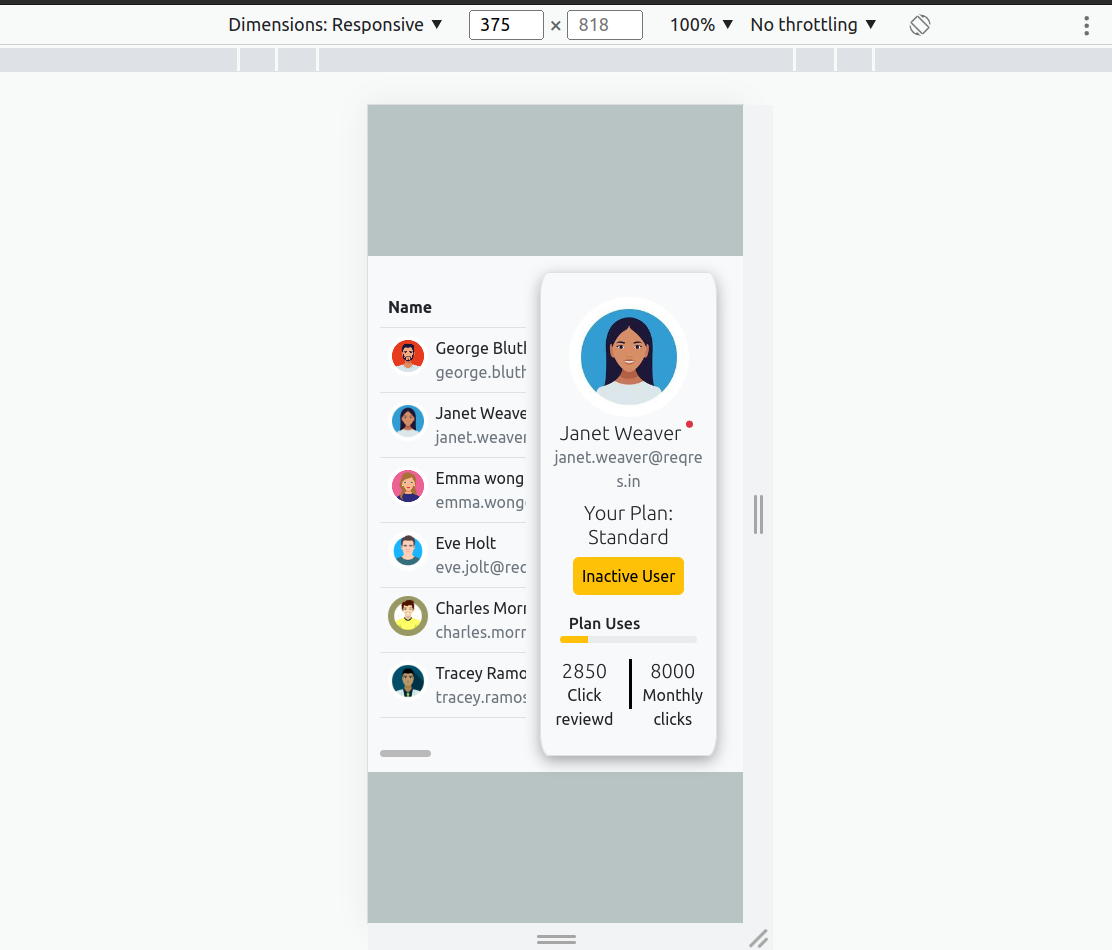 Dimensions: Responsive ▼ 375 × 818 100% ▼ No throttling ▼
Name
George Bluth
george.bluth
Janet Weave
janet.weaver
Emma wong
emma.wong
Eve Holt
eve.jolt@req
Charles Morr
charles.morr
Tracey Ramo
tracey.ramos
Janet Weaver
janet.weaver@reqre
s.in
Your Plan:
Standard
Inactive User
Plan Uses
2850 8000
Click Monthly
reviewd clicks